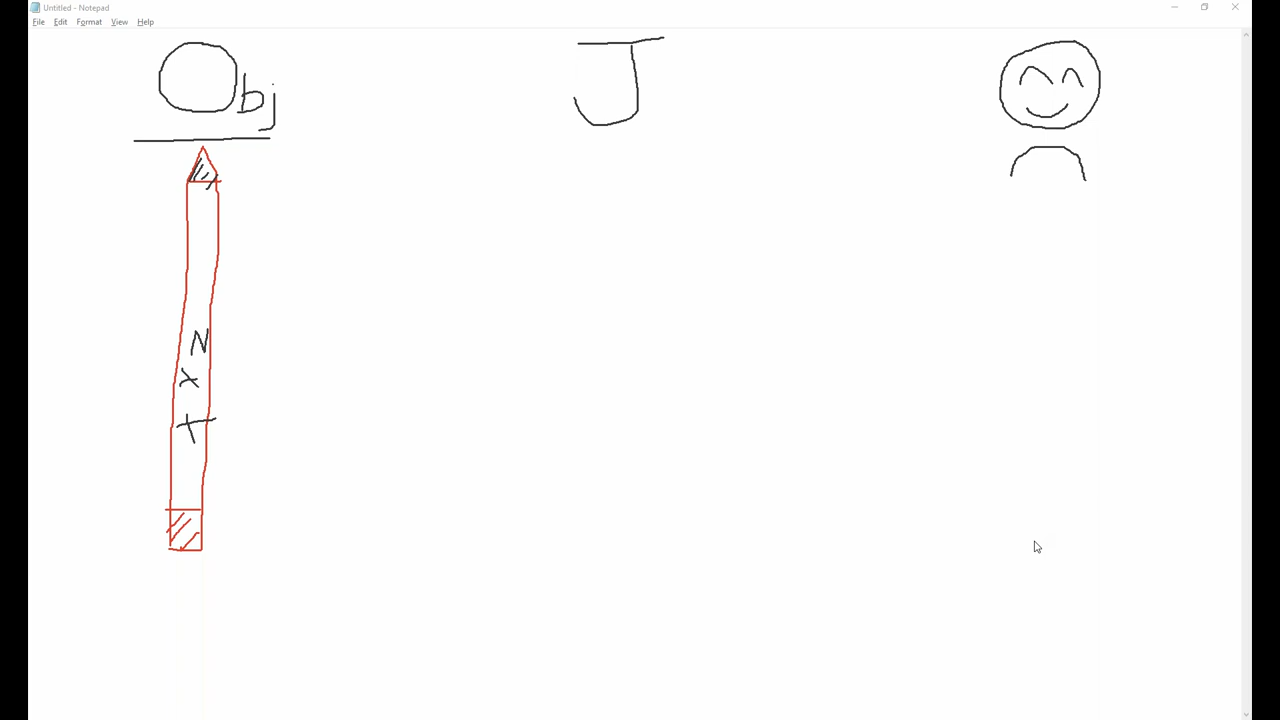 Untitled - Notepad
File Edit Format View Help
Obj J
N
X
t